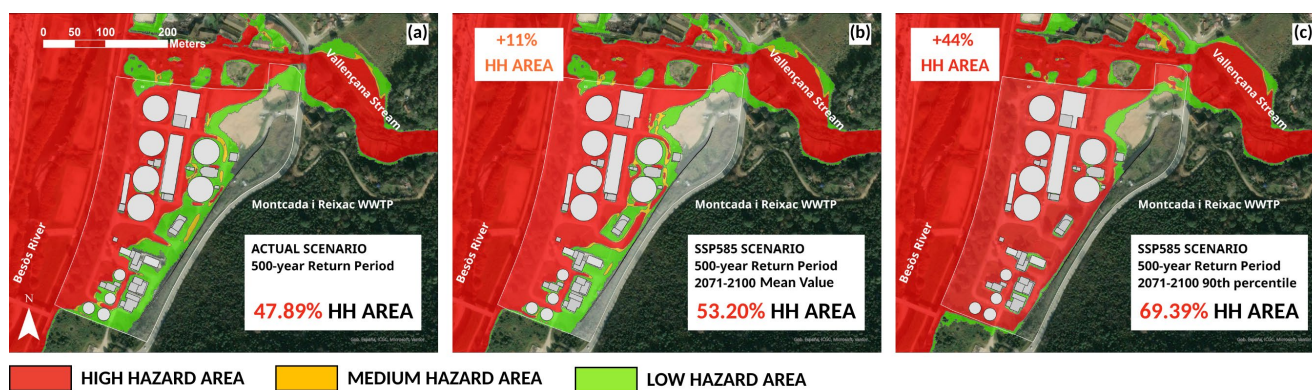 0 50 100 200
Meters
(a)
Vallençana Stream
Montcada i Reixac WWTP
Besòs River
N
ACTUAL SCENARIO
500-year Return Period
47.89% HH AREA
+11%
HH AREA
(b)
Vallençana Stream
Montcada i Reixac WWTP
Besòs River
SSP585 SCENARIO
500-year Return Period
2071-2100 Mean Value
53.20% HH AREA
+44%
HH AREA
(c)
Vallençana Stream
Montcada i Reixac WWTP
Besòs River
SSP585 SCENARIO
500-year Return Period
2071-2100 90th percentile
69.39% HH AREA
HIGH HAZARD AREA
MEDIUM HAZARD AREA
LOW HAZARD AREA